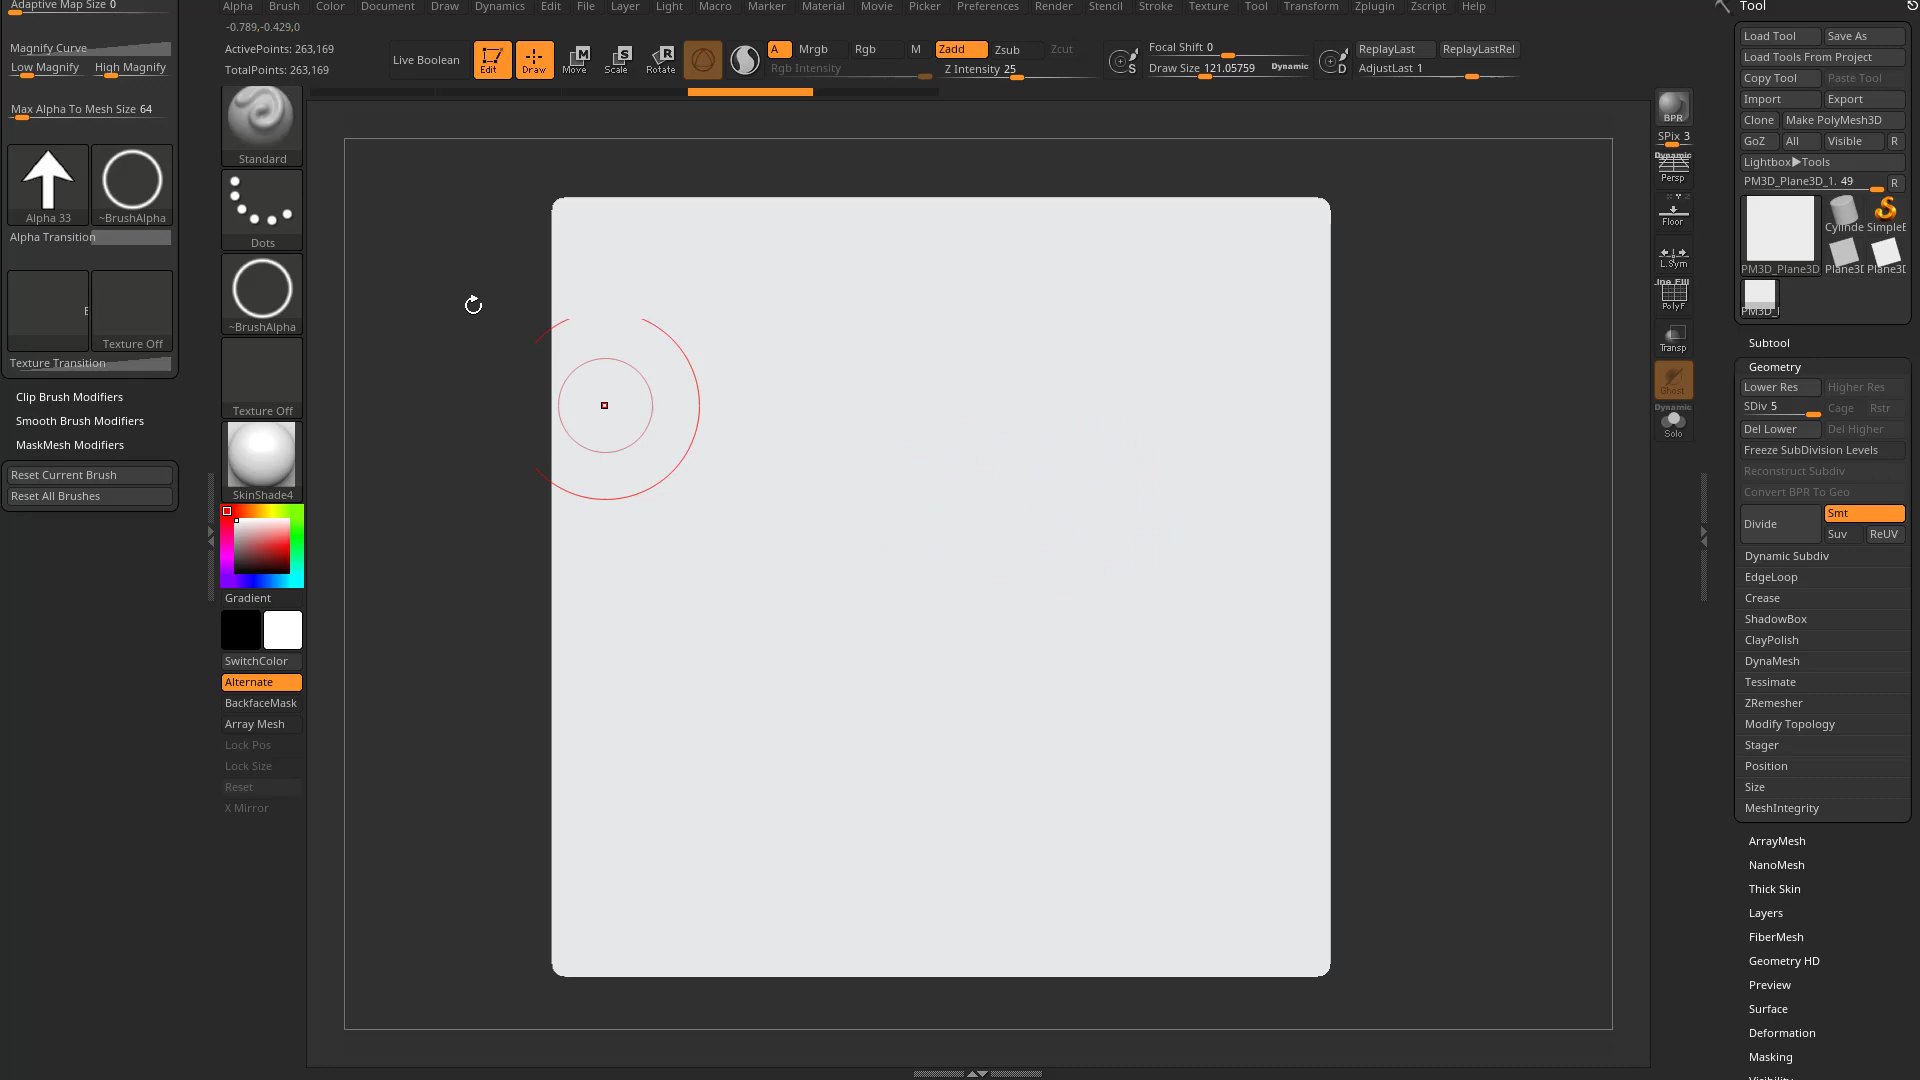 Alpha Brush Color Document Draw Dynamics Edit File Layer Light Macro Marker Material Movie Picker Preferences Render Stencil Stroke Texture Tool Transform Zplugin Zscript Help
-0.789,-0.429,0
ActivePoints: 263,169
TotalPoints: 263,169
Live Boolean
Edit
Draw
Move
Scale
Rotate
A Mrgb Rgb M Zadd Zsub Zcut
Rgb Intensity Z Intensity 25
Focal Shift 0
Draw Size 121.05759 Dynamic
ReplayLast ReplayLastRel
AdjustLast 1
Adaptive Map Size 0
Magnify Curve
Low Magnify High Magnify
Max Alpha To Mesh Size 64
Alpha 33 ~BrushAlpha
Alpha Transition
Texture Off
Texture Transition
Clip Brush Modifiers
Smooth Brush Modifiers
MaskMesh Modifiers
Reset Current Brush
Reset All Brushes
Standard
Dots
~BrushAlpha
Texture Off
SkinShade4
Gradient
SwitchColor
Alternate
BackfaceMask
Array Mesh
Lock Pos
Lock Size
Reset
X Mirror
BPR
SPix 3
Dynamic
Persp
Floor
L.Sym
Line Fill
PolyF
Transp
Ghost
Dynamic
Solo
Tool
Load Tool Save As
Load Tools From Project
Copy Tool Paste Tool
Import Export
Clone Make PolyMesh3D
GoZ All Visible R
Lightbox▶Tools
PM3D_Plane3D_1. 49 R
Cylinde SimpleB
PM3D_Plane3D Plane3D Plane3D
PM3D_I
Subtool
Geometry
Lower Res Higher Res
SDiv 5 Cage Rstr
Del Lower Del Higher
Freeze SubDivision Levels
Reconstruct Subdiv
Convert BPR To Geo
Divide Smt
Suv ReUV
Dynamic Subdiv
EdgeLoop
Crease
ShadowBox
ClayPolish
DynaMesh
Tessimate
ZRemesher
Modify Topology
Stager
Position
Size
MeshIntegrity
ArrayMesh
NanoMesh
Thick Skin
Layers
FiberMesh
Geometry HD
Preview
Surface
Deformation
Masking